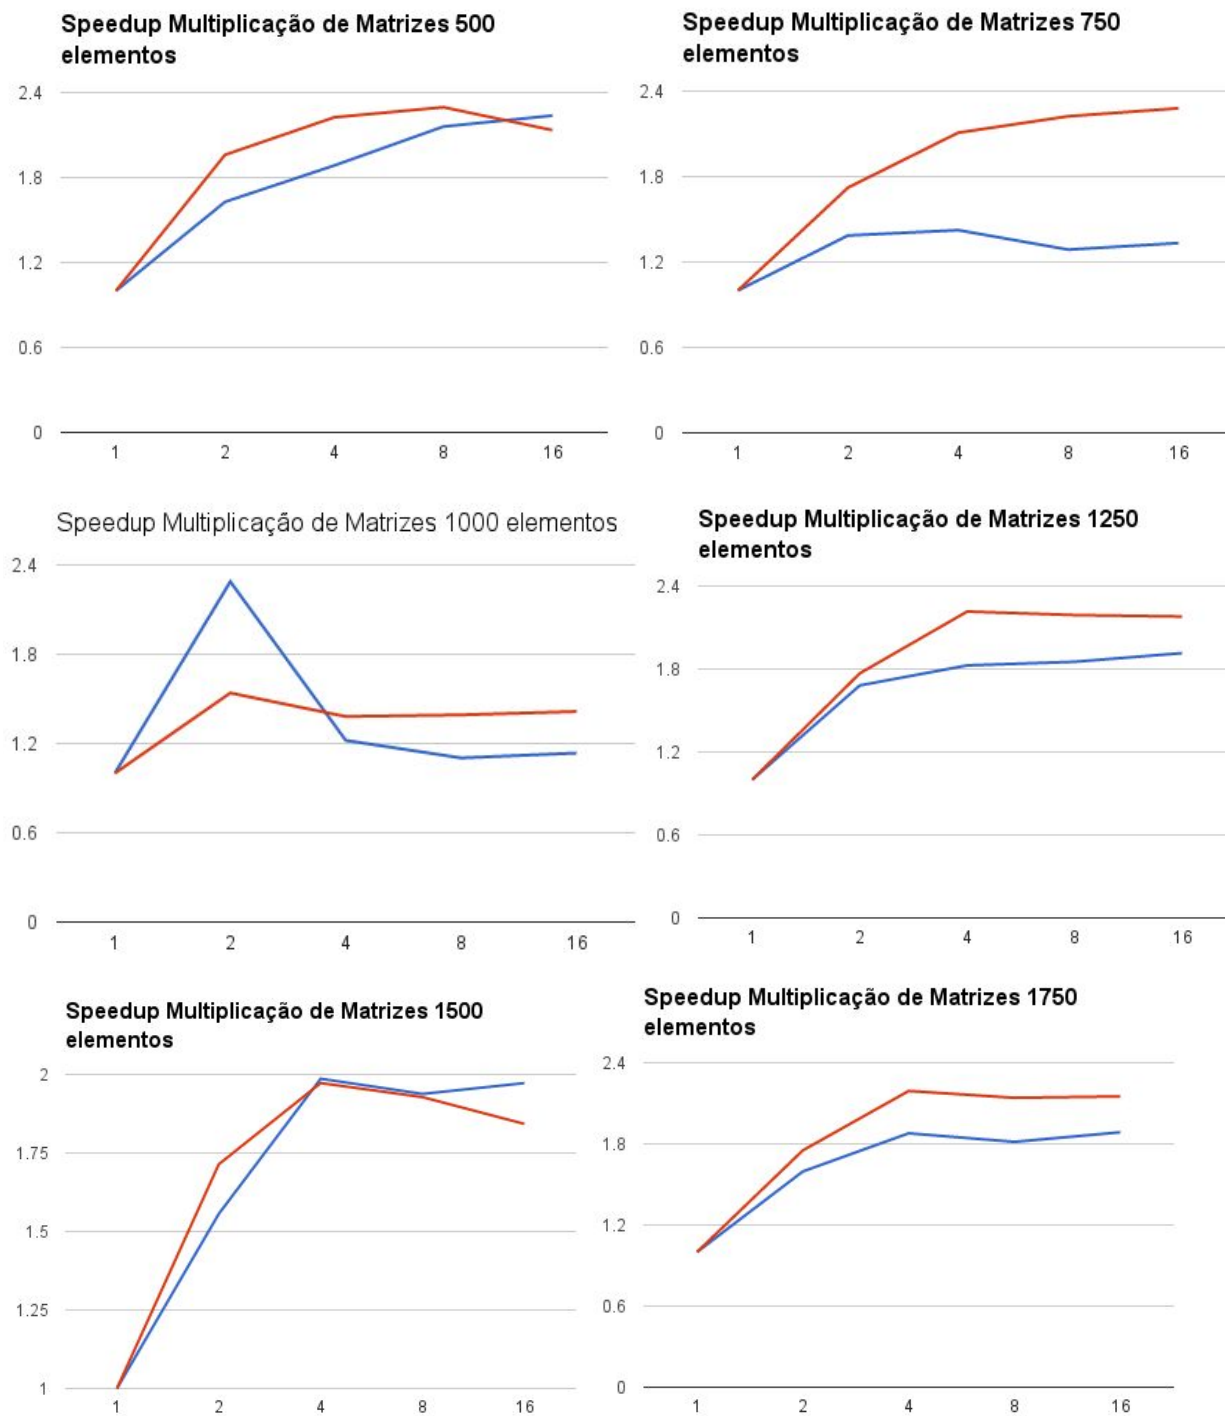 Speedup Multiplicação de Matrizes 500
elementos
2.4
1.8
1.2
0.6
0
1 2 4 8 16
Speedup Multiplicação de Matrizes 750
elementos
2.4
1.8
1.2
0.6
0
1 2 4 8 16
Speedup Multiplicação de Matrizes 1000 elementos
2.4
1.8
1.2
0.6
0
1 2 4 8 16
Speedup Multiplicação de Matrizes 1250
elementos
2.4
1.8
1.2
0.6
0
1 2 4 8 16
Speedup Multiplicação de Matrizes 1500
elementos
2
1.75
1.5
1.25
1
1 2 4 8 16
Speedup Multiplicação de Matrizes 1750
elementos
2.4
1.8
1.2
0.6
0
1 2 4 8 16